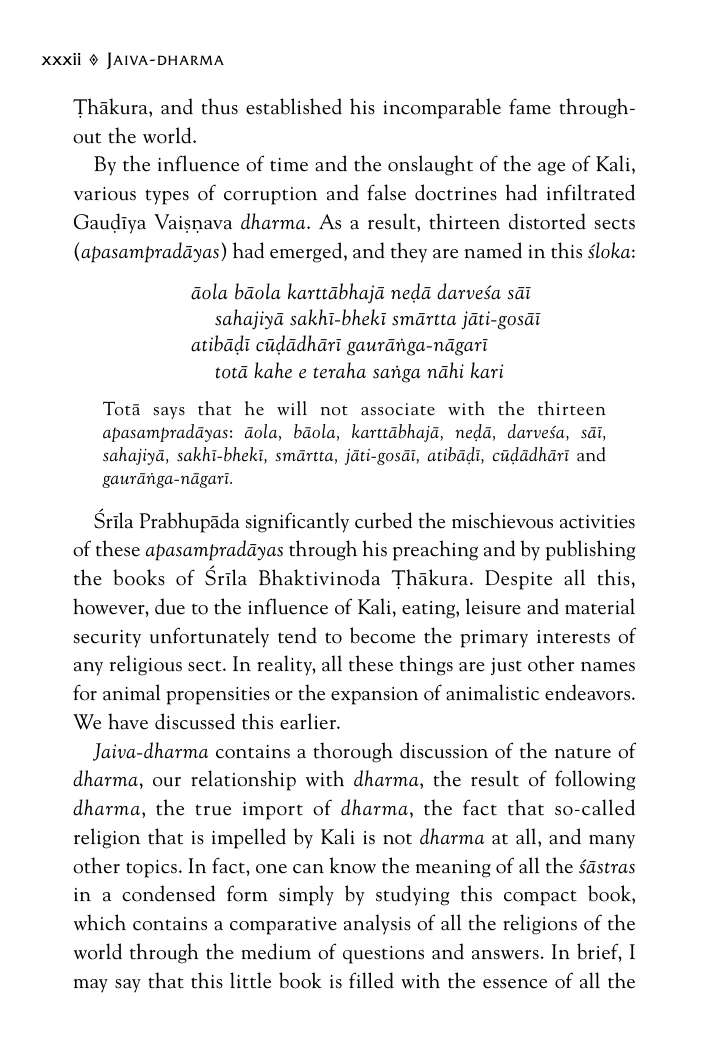 xxxii ◈ JAIVA-DHARMA
Ṭhākura, and thus established his incomparable fame through-
out the world.
By the influence of time and the onslaught of the age of Kali,
various types of corruption and false doctrines had infiltrated
Gauḍīya Vaiṣṇava dharma. As a result, thirteen distorted sects
(apasampradāyas) had emerged, and they are named in this śloka:
āola bāola karttābhajā neḍā darveśa sāī
sahajiyā sakhī-bhekī smārtta jāti-gosāī
atibāḍī cūḍādhārī gaurāṅga-nāgarī
totā kahe e teraha saṅga nāhi kari
Totā says that he will not associate with the thirteen
apasampradāyas: āola, bāola, karttābhajā, neḍā, darveśa, sāī,
sahajiyā, sakhī-bhekī, smārtta, jāti-gosāī, atibāḍī, cūḍādhārī and
gaurāṅga-nāgarī.
Śrīla Prabhupāda significantly curbed the mischievous activities
of these apasampradāyas through his preaching and by publishing
the books of Śrīla Bhaktivinoda Ṭhākura. Despite all this,
however, due to the influence of Kali, eating, leisure and material
security unfortunately tend to become the primary interests of
any religious sect. In reality, all these things are just other names
for animal propensities or the expansion of animalistic endeavors.
We have discussed this earlier.
Jaiva-dharma contains a thorough discussion of the nature of
dharma, our relationship with dharma, the result of following
dharma, the true import of dharma, the fact that so-called
religion that is impelled by Kali is not dharma at all, and many
other topics. In fact, one can know the meaning of all the śāstras
in a condensed form simply by studying this compact book,
which contains a comparative analysis of all the religions of the
world through the medium of questions and answers. In brief, I
may say that this little book is filled with the essence of all the